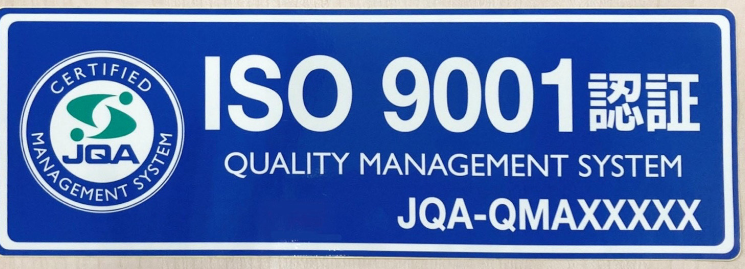 CERTIFIED
JQA
MANAGEMENT SYSTEM
ISO 9001認証
QUALITY MANAGEMENT SYSTEM
JQA-QMAXXXXX